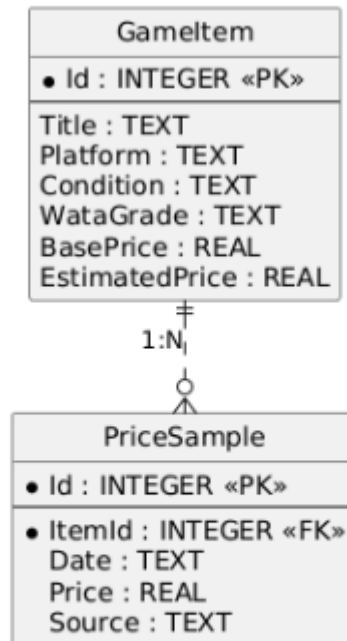 GameItem
• Id : INTEGER «PK»
Title : TEXT
Platform : TEXT
Condition : TEXT
WataGrade : TEXT
BasePrice : REAL
EstimatedPrice : REAL
1:N
PriceSample
• Id : INTEGER «PK»
• ItemId : INTEGER «FK»
Date : TEXT
Price : REAL
Source : TEXT